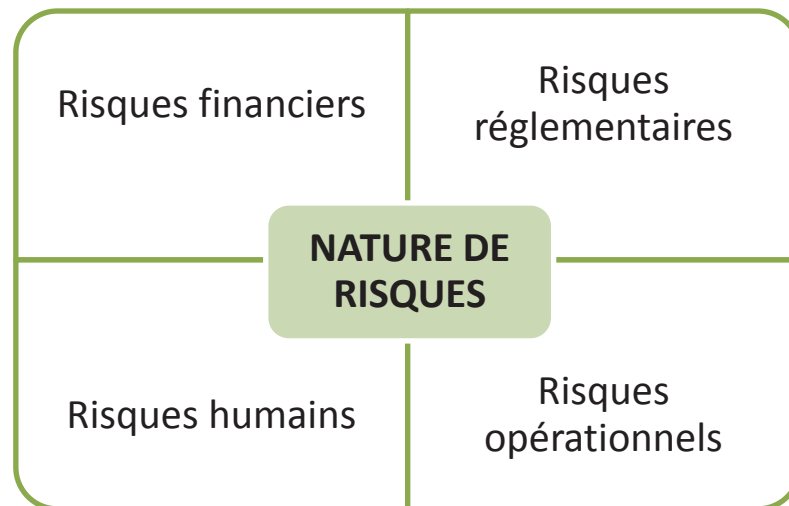 Risques financiers
Risques
réglementaires
NATURE DE
RISQUES
Risques humains
Risques
opérationnels